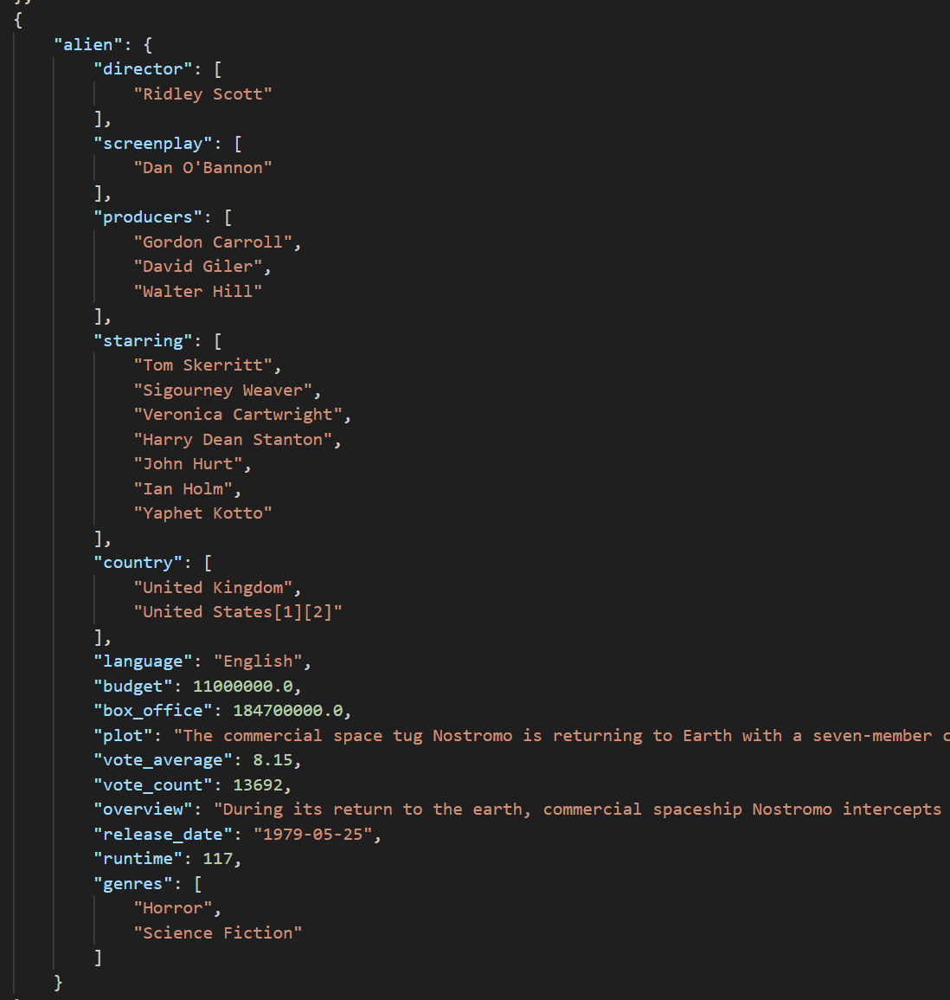 {
"alien": {
"director": [
"Ridley Scott"
],
"screenplay": [
"Dan O'Bannon"
],
"producers": [
"Gordon Carroll",
"David Giler",
"Walter Hill"
],
"starring": [
"Tom Skerritt",
"Sigourney Weaver",
"Veronica Cartwright",
"Harry Dean Stanton",
"John Hurt",
"Ian Holm",
"Yaphet Kotto"
],
"country": [
"United Kingdom",
"United States[1][2]"
],
"language": "English",
"budget": 11000000.0,
"box_office": 184700000.0,
"plot": "The commercial space tug Nostromo is returning to Earth with a seven-member
"vote_average": 8.15,
"vote_count": 13692,
"overview": "During its return to the earth, commercial spaceship Nostromo intercepts
"release_date": "1979-05-25",
"runtime": 117,
"genres": [
"Horror",
"Science Fiction"
]
}